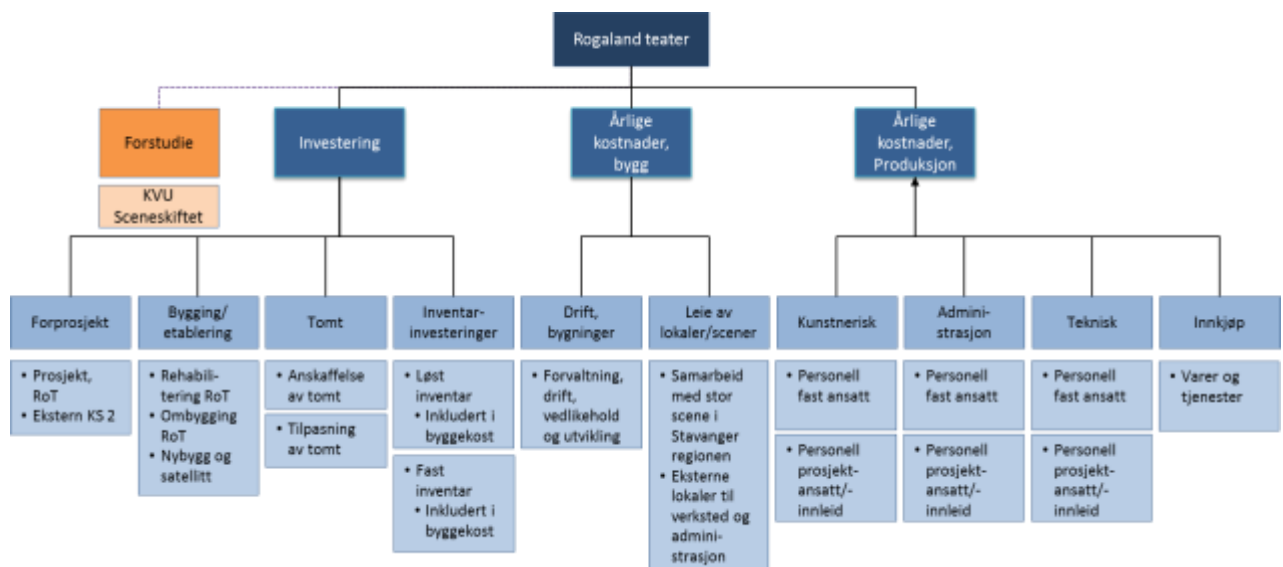 Rogaland teater
Forstudie
KVU
Sceneskiftet
Investering
Årlige
kostnader,
bygg
Årlige
kostnader,
Produksjon
Forprosjekt
• Prosjekt,
RoT
• Ekstern KS 2
Bygging/
etablering
• Rehabili-
tering RoT
• Ombygging
RoT
• Nybygg og
satellitt
Tomt
• Anskaffelse
av tomt
• Tilpasning
av tomt
Inventar-
investeringer
• Løst
inventar
• Inkludert i
byggekost
• Fast
inventar
• Inkludert i
byggekost
Drift,
bygninger
• Forvaltning,
drift,
vedlikehold
og utvikling
Leie av
lokaler/scener
• Samarbeid
med stor
scene i
Stavanger
regionen
• Eksterne
lokaler til
verksted og
admini-
strasjon
Kunstnerisk
• Personell
fast ansatt
• Personell
prosjekt-
ansatt/-
innleid
Admini-
strasjon
• Personell
fast ansatt
• Personell
prosjekt-
ansatt/-
innleid
Teknisk
• Personell
fast ansatt
• Personell
prosjekt-
ansatt/-
innleid
Innkjøp
• Varer og
tjenester